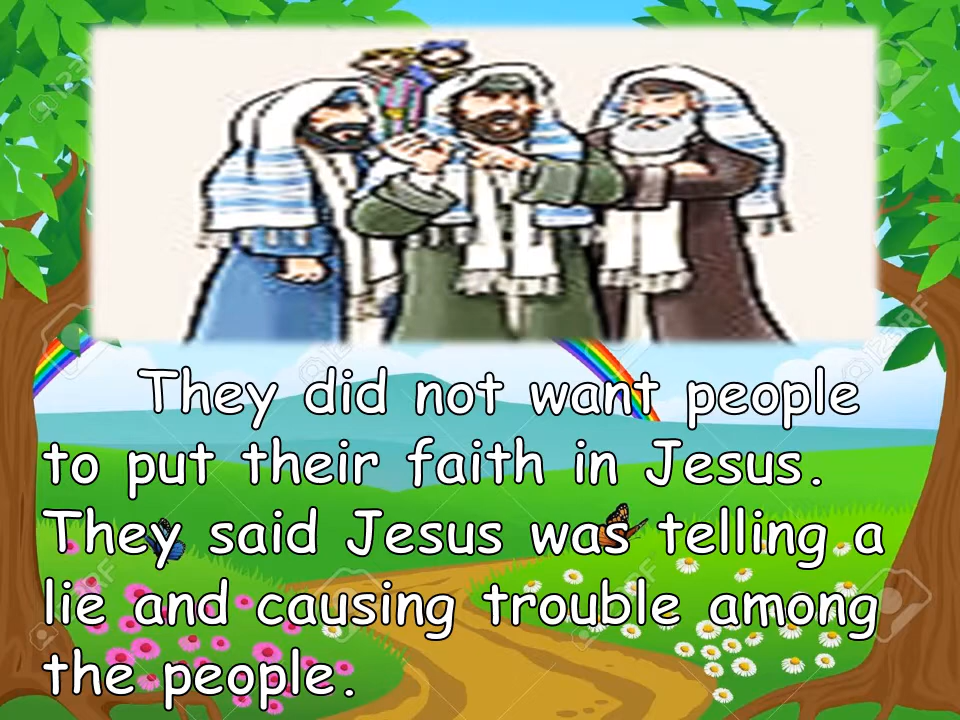 They did not want people
to put their faith in Jesus.
They said Jesus was telling a
lie and causing trouble among
the people.